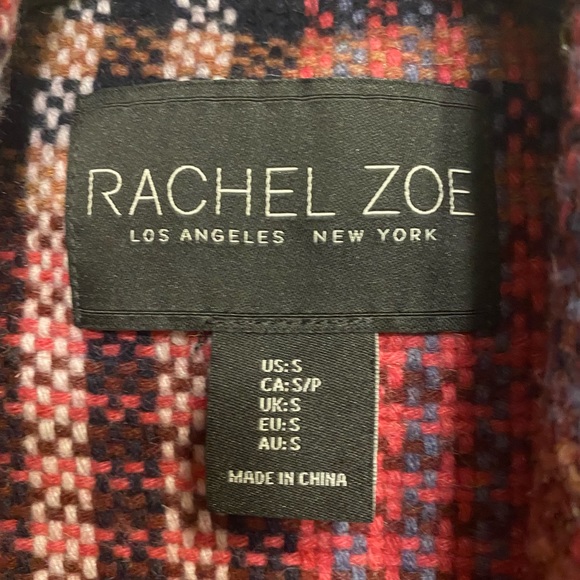 RACHEL ZOE
LOS ANGELES NEW YORK
US:S
CA:S/P
UK:S
EU:S
AU:S
MADE IN CHINA